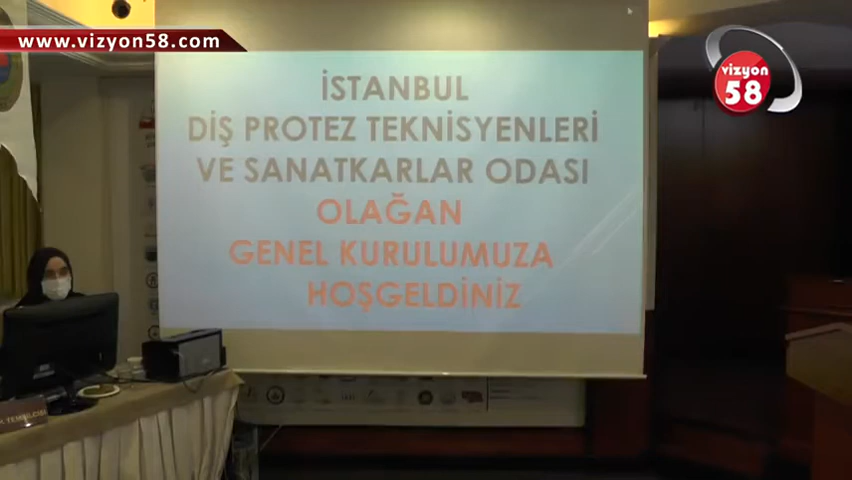 www.vizyon58.com
vizyon
58
İSTANBUL
DİŞ PROTEZ TEKNİSYENLERİ
VE SANATKARLAR ODASI
OLAĞAN
GENEL KURULUMUZA
HOŞGELDİNİZ